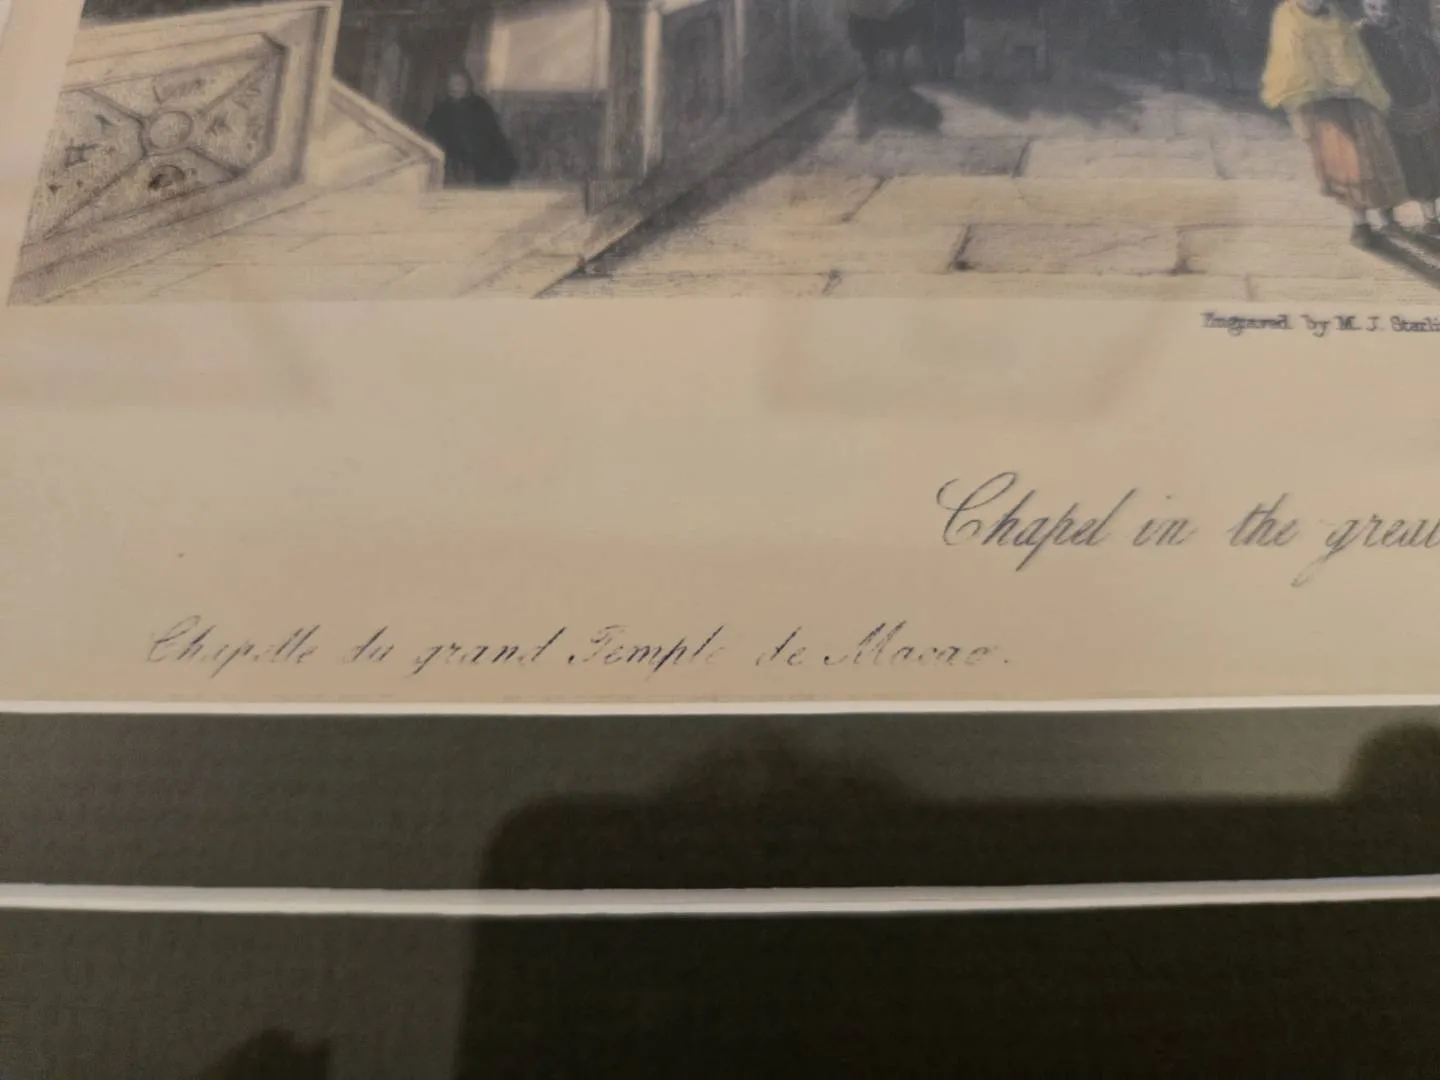 Engraved by M. J. Starli
Chapel in the great
Chapelle du grand Temple de Macao.